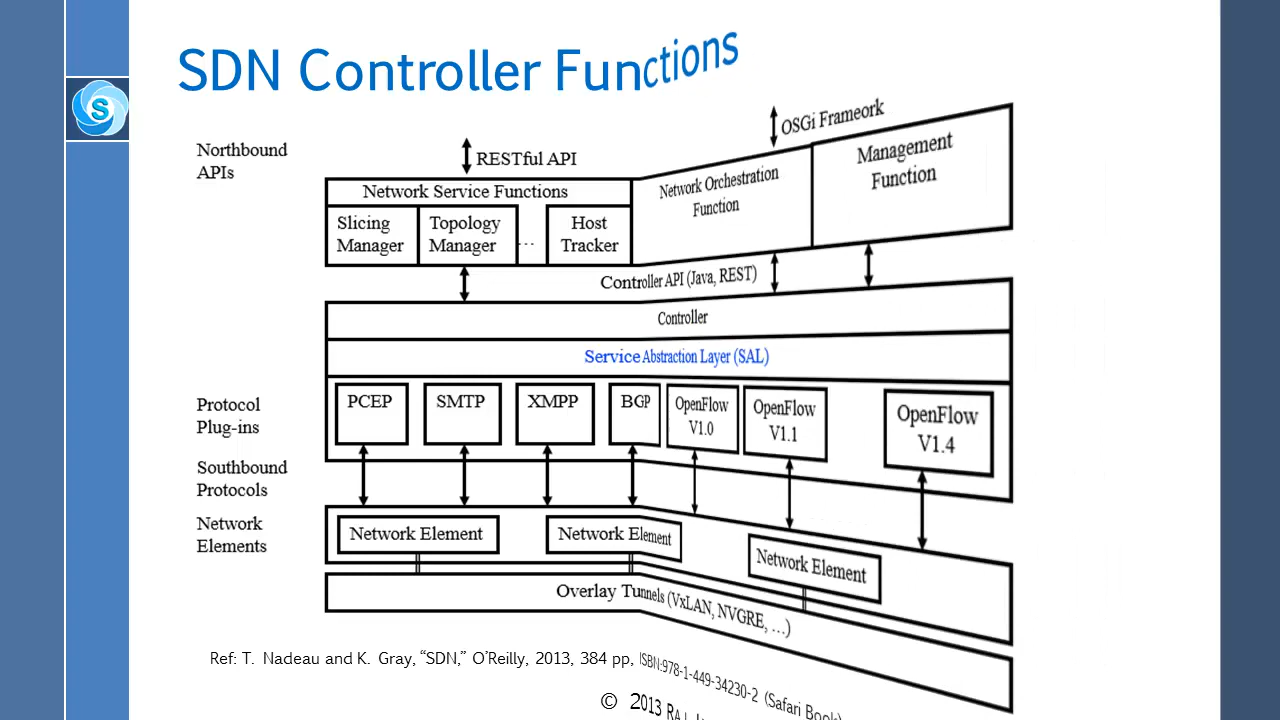 SDN Controller Functions
S
Northbound
APIs
RESTful API
OSGi Frameork
Network Service Functions
Slicing
Manager
Topology
Manager
...
Host
Tracker
Network Orchestration
Function
Management
Function
Controller API (Java, REST)
Controller
Service Abstraction Layer (SAL)
Protocol
Plug-ins
PCEP
SMTP
XMPP
BGP
OpenFlow
V1.0
OpenFlow
V1.1
OpenFlow
V1.4
Southbound
Protocols
Network
Elements
Network Element
Network Element
Network Element
Overlay Tunnels (VxLAN, NVGRE, ...)
Ref: T. Nadeau and K. Gray, “SDN,” O’Reilly, 2013, 384 pp, ISBN:978-1-449-34230-2 (Safari Book)
© 2013